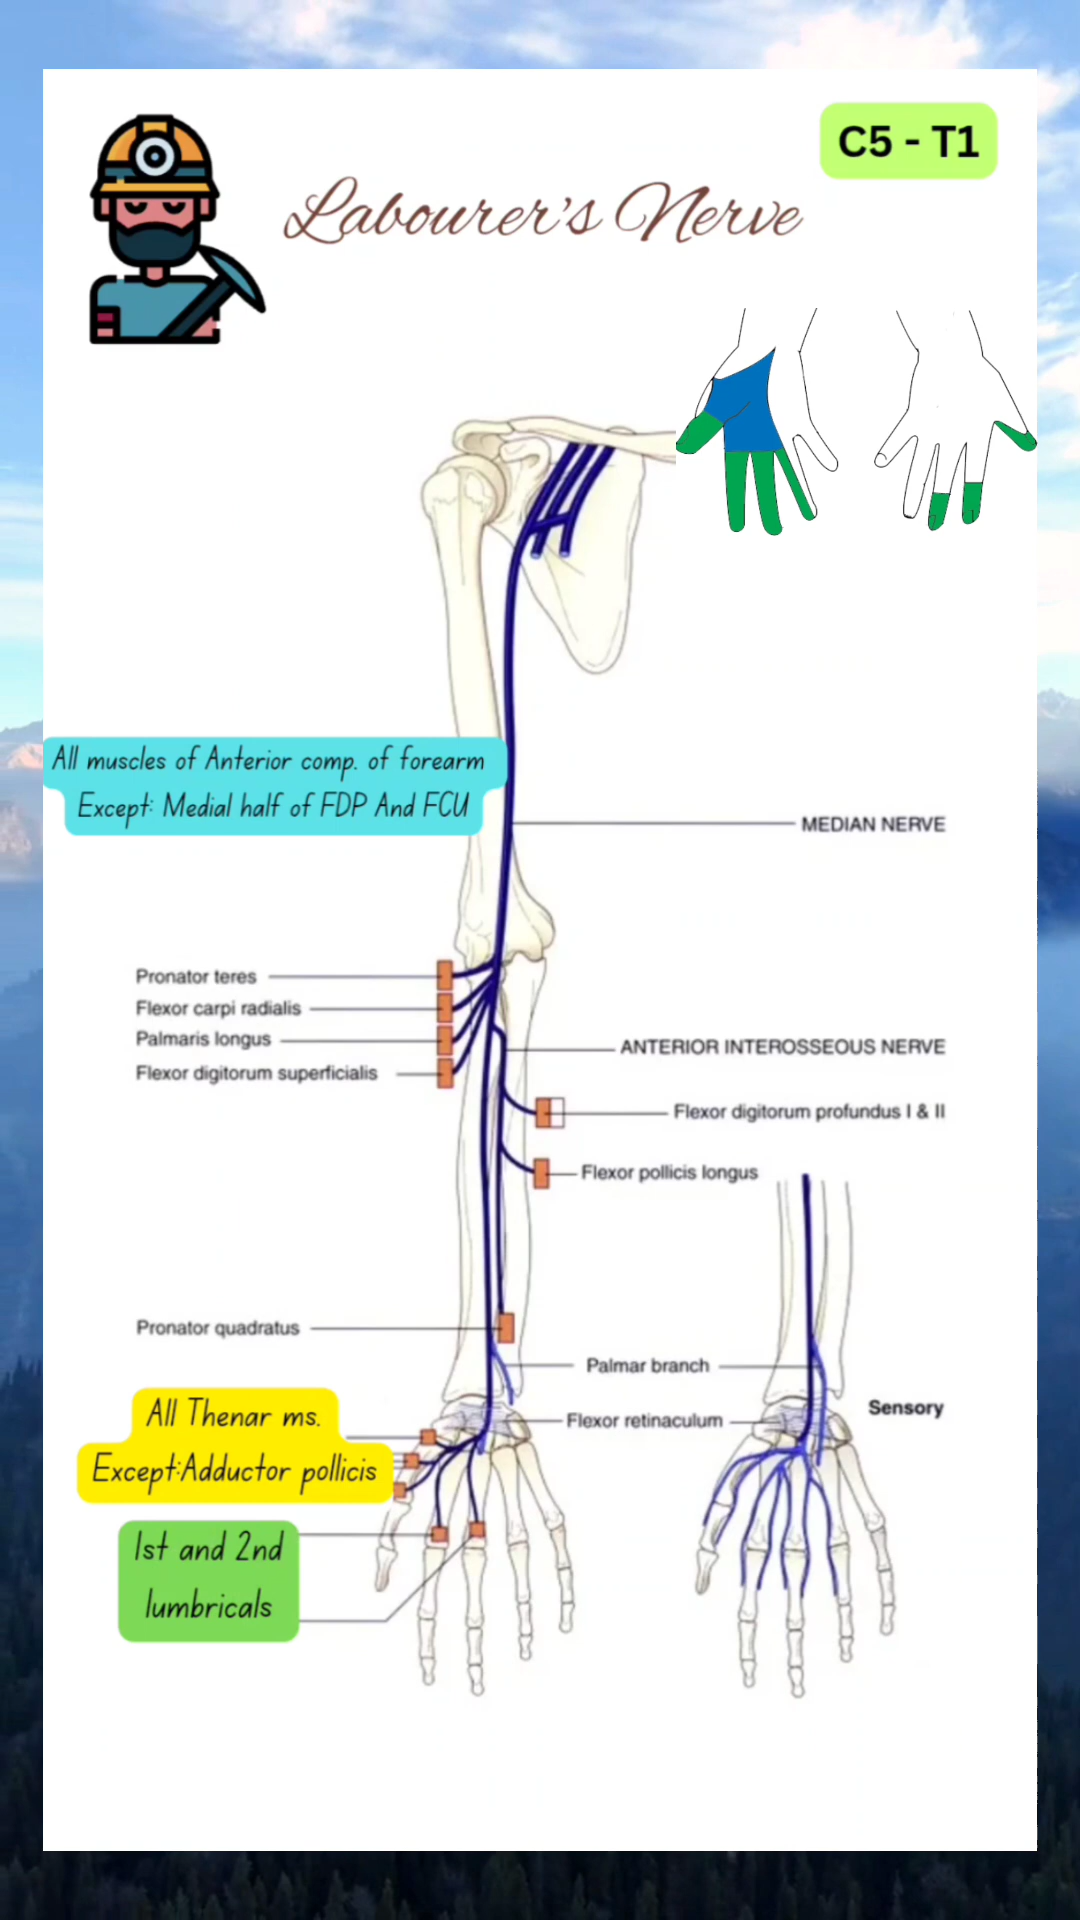 C5 - T1
Labourer's Nerve
All muscles of Anterior comp. of forearm
Except: Medial half of FDP And FCU
MEDIAN NERVE
Pronator teres
Flexor carpi radialis
Palmaris longus
Flexor digitorum superficialis
ANTERIOR INTEROSSEOUS NERVE
Flexor digitorum profundus I & II
Flexor pollicis longus
Pronator quadratus
Palmar branch
Flexor retinaculum
Sensory
All Thenar ms.
Except:Adductor pollicis
1st and 2nd
lumbricals